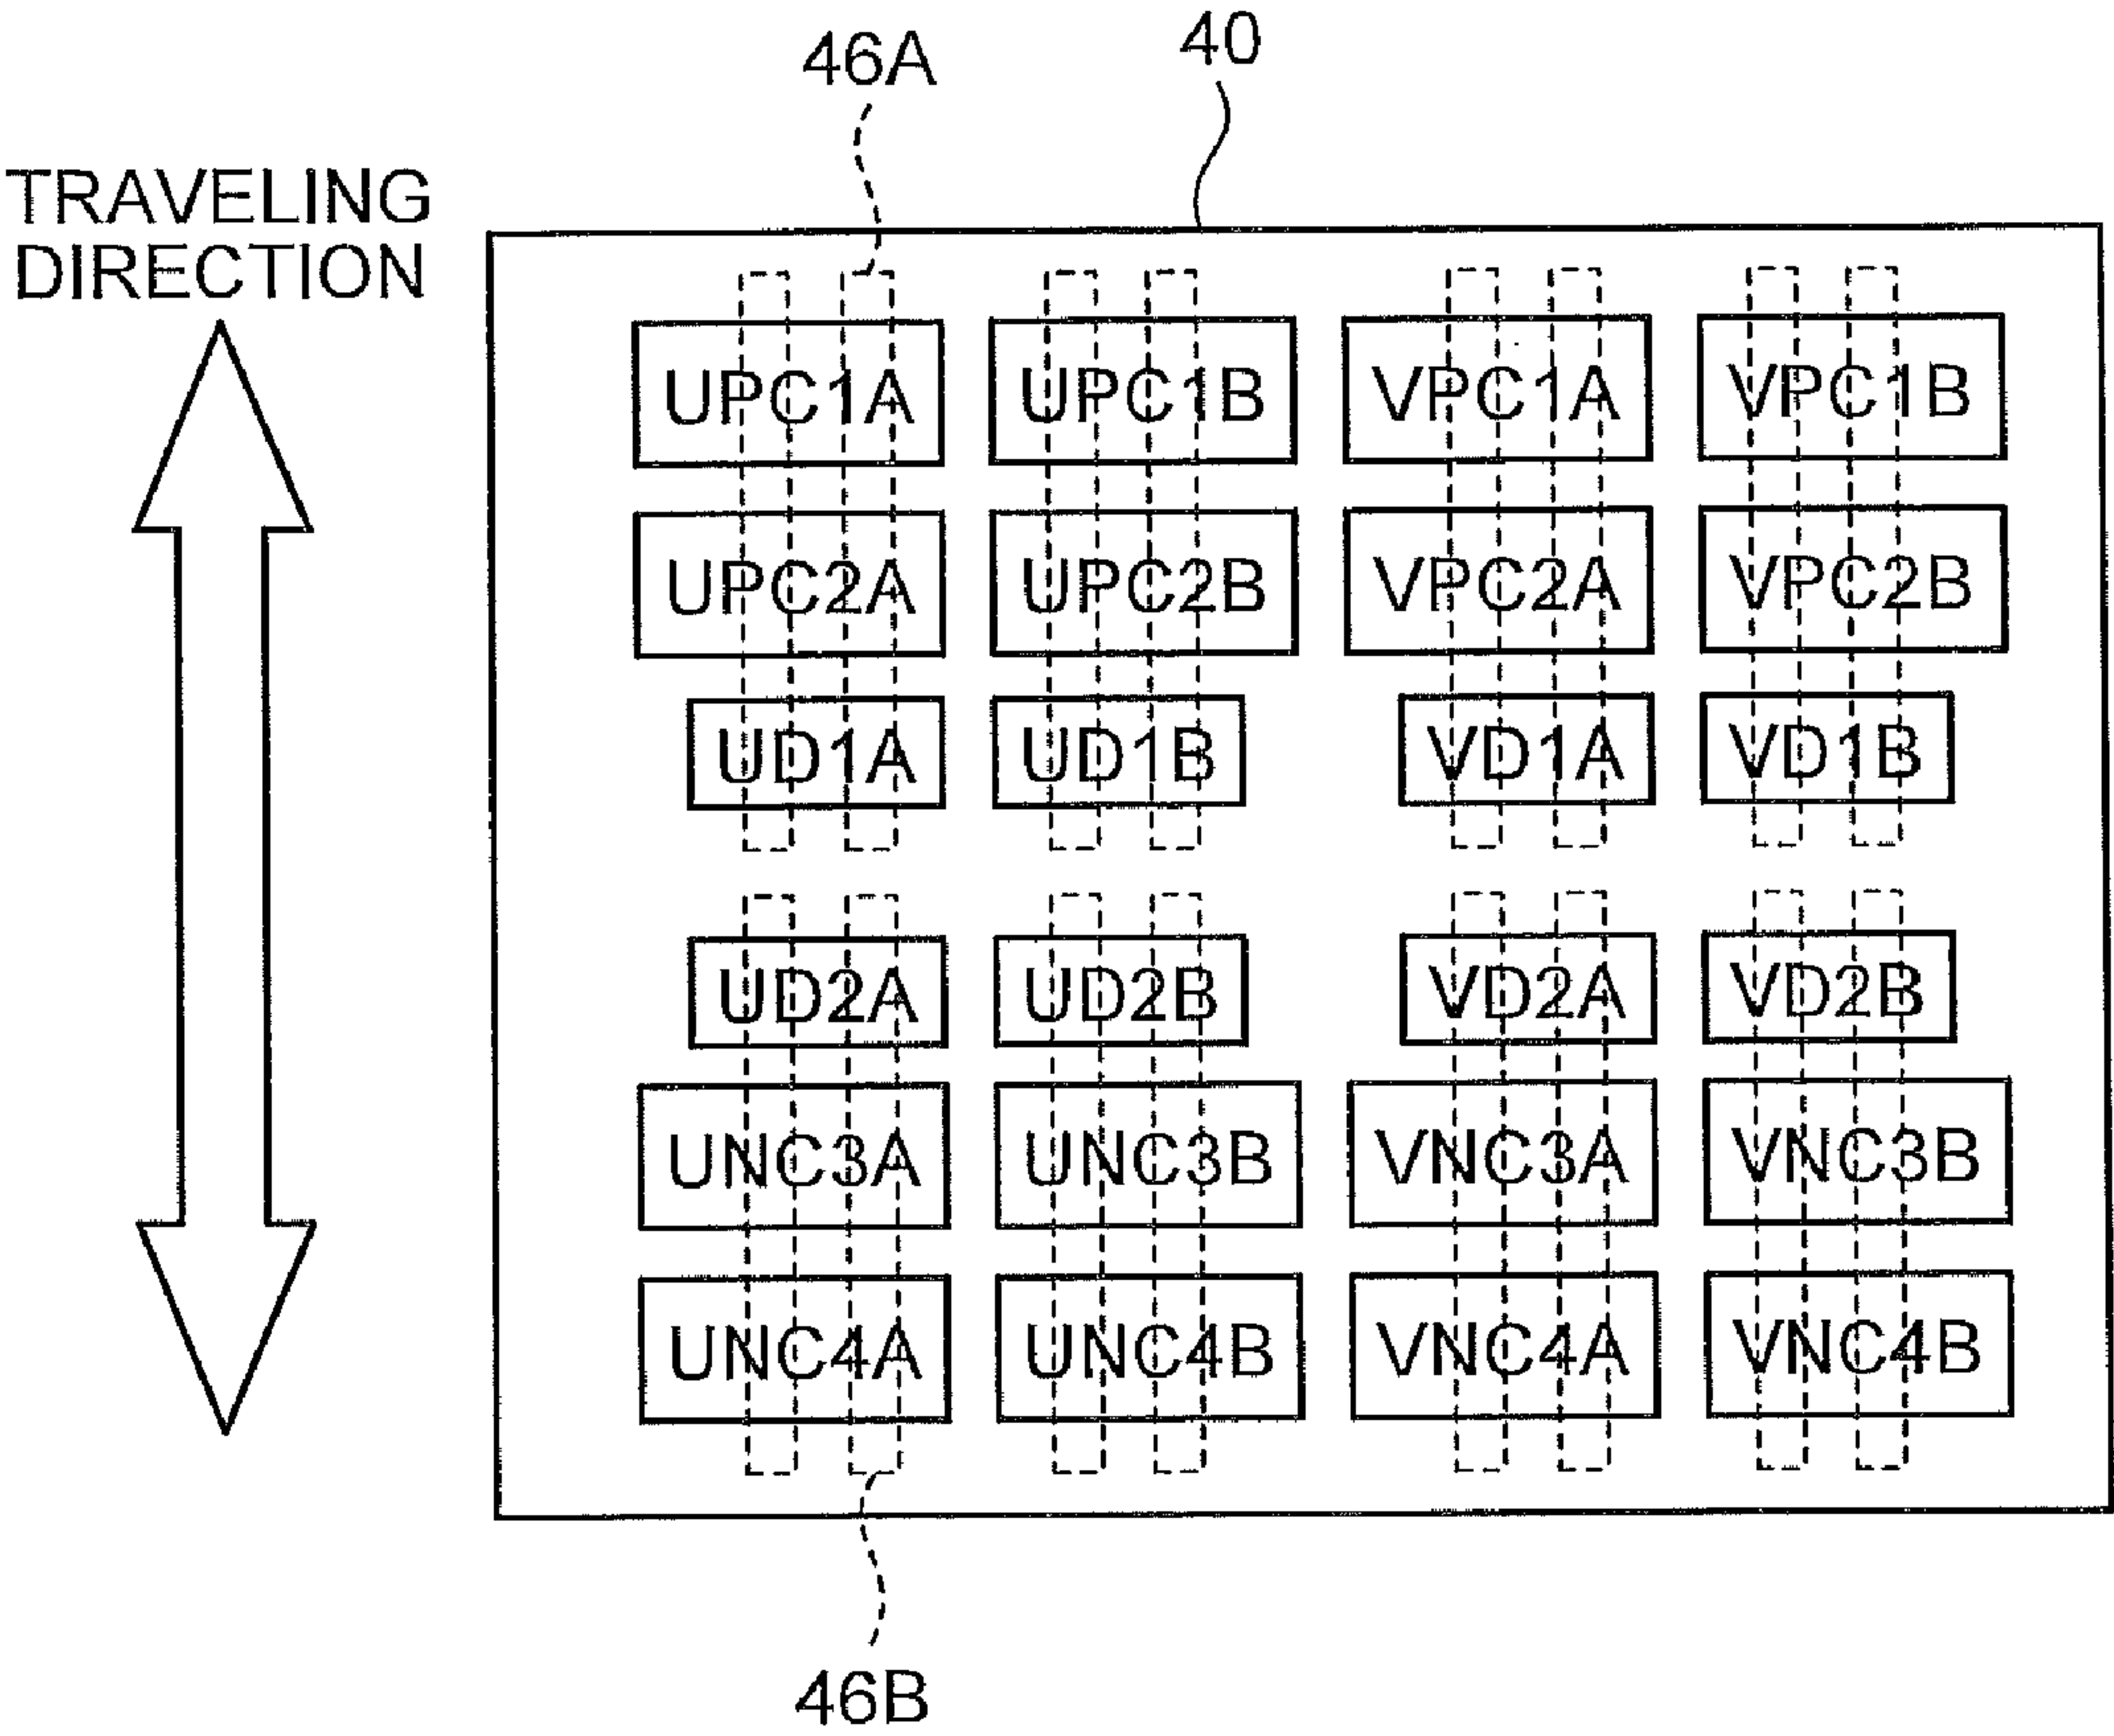 46A
40
TRAVELING
DIRECTION
UPC1A UPC1B VPC1A VPC1B
UPC2A UPC2B VPC2A VPC2B
UD1A UD1B VD1A VD1B
UD2A UD2B VD2A VD2B
UNC3A UNC3B VNC3A VNC3B
UNC4A UNC4B VNC4A VNC4B
46B